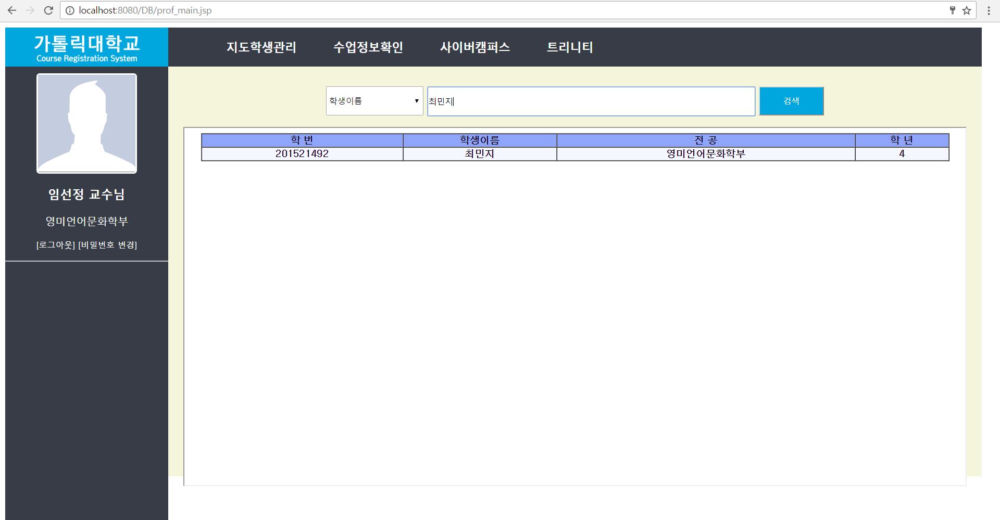 localhost:8080/DB/prof_main.jsp
가톨릭대학교
Course Registration System
지도학생관리 수업정보확인 사이버캠퍼스 트리니티
임선정 교수님
영미언어문화학부
[로그아웃] [비밀번호 변경]
학생이름 최민지 검색
학 번 학생이름 전 공 학 년
201521492 최민지 영미언어문화학부 4